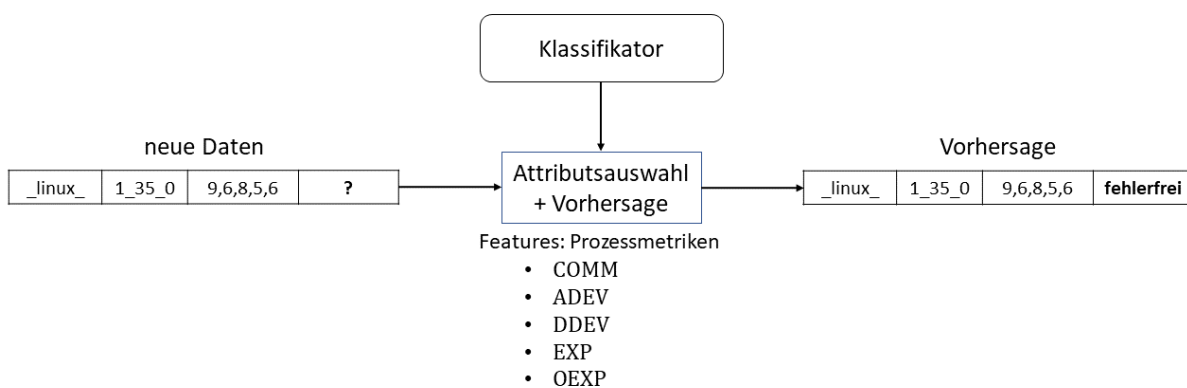 Klassifikator
neue Daten
_linux_ 1_35_0 9,6,8,5,6 ?
Attributsauswahl
+ Vorhersage
Vorhersage
_linux_ 1_35_0 9,6,8,5,6 fehlerfrei
Features: Prozessmetriken
• COMM
• ADEV
• DDEV
• EXP
• OEXP